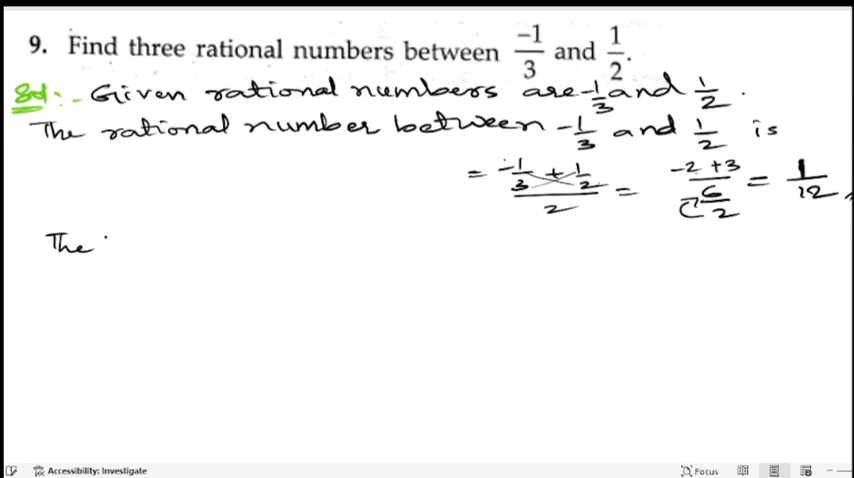 9. Find three rational numbers between -1/3 and 1/2.
Sol:- Given rational numbers are -1/3 and 1/2.
The rational number between -1/3 and 1/2 is
= (-1/3 + 1/2)/2 = ((-2+3)/6)/2 = 1/12,
The
Accessibility: Investigate
Focus